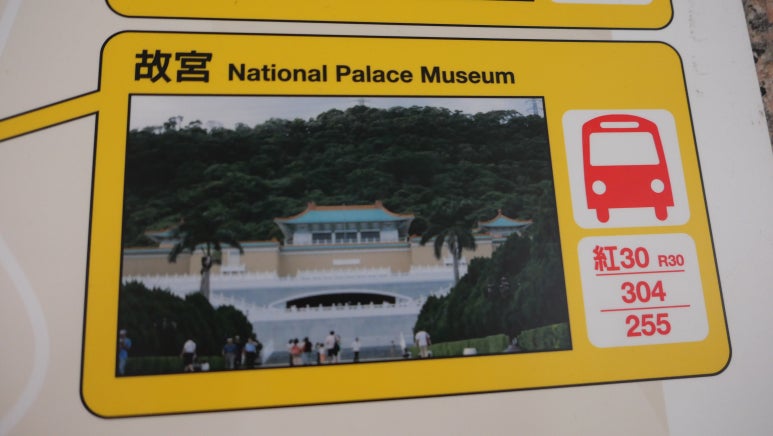 故宮 National Palace Museum
紅30 R30
304
255